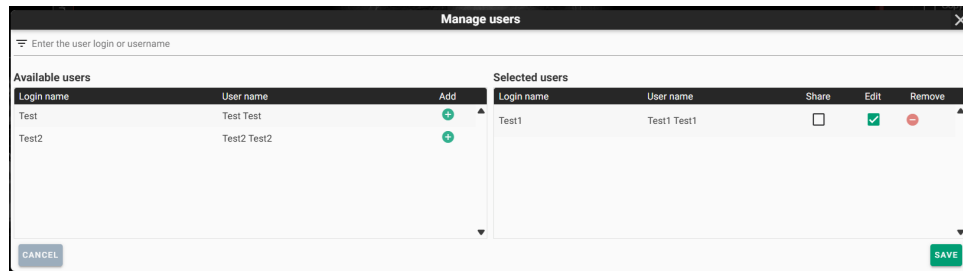 Manage users
Enter the user login or username
Available users
Login name User name Add
Test Test Test
Test2 Test2 Test2
Selected users
Login name User name Share Edit Remove
Test1 Test1 Test1
CANCEL
SAVE